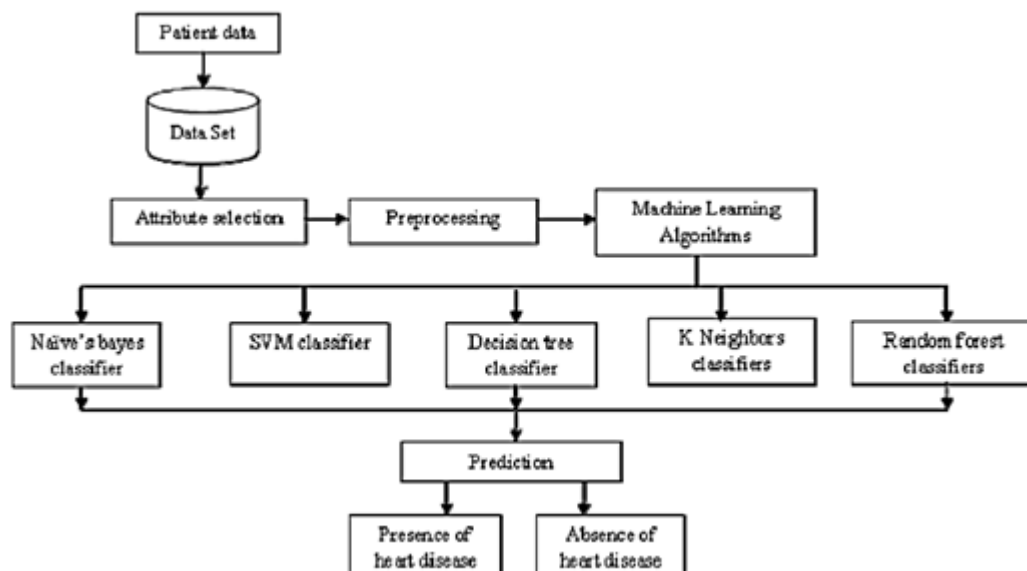 Patient data
Data Set
Attribute selection
Preprocessing
Machine Learning
Algorithms
Naïve's bayes
classifier
SVM classifier
Decision tree
classifier
K Neighbors
classifiers
Random forest
classifiers
Prediction
Presence of
heart disease
Absence of
heart disease